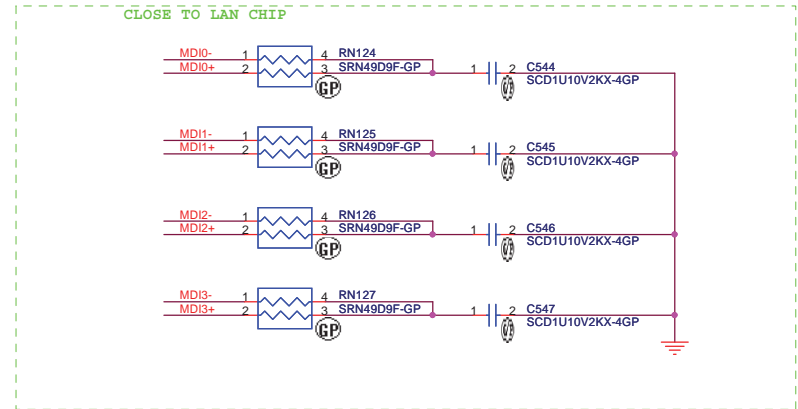 CLOSE TO LAN CHIP
MDI0- 1 4 RN124
MDI0+ 2 3 SRN49D9F-GP 1 2 C544
GP SCD1U10V2KX-4GP
MDI1- 1 4 RN125
MDI1+ 2 3 SRN49D9F-GP 1 2 C545
GP SCD1U10V2KX-4GP
MDI2- 1 4 RN126
MDI2+ 2 3 SRN49D9F-GP 1 2 C546
GP SCD1U10V2KX-4GP
MDI3- 1 4 RN127
MDI3+ 2 3 SRN49D9F-GP 1 2 C547
GP SCD1U10V2KX-4GP